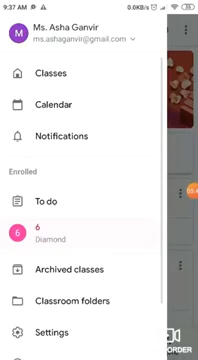 9:37 AM
0.0KB/s
M
Ms. Asha Ganvir
ms.ashaganvir@gmail.com
Classes
Calendar
Notifications
Enrolled
To do
6
6
Diamond
Archived classes
Classroom folders
Settings